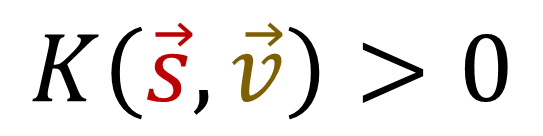 K(s⃗, v⃗) > 0